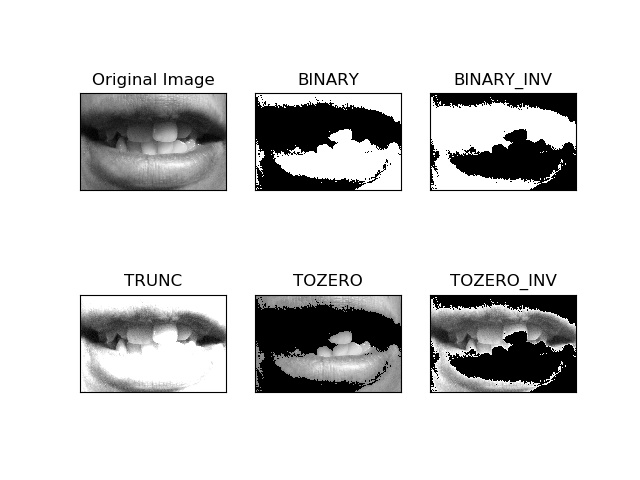 Original Image
BINARY
BINARY_INV
TRUNC
TOZERO
TOZERO_INV